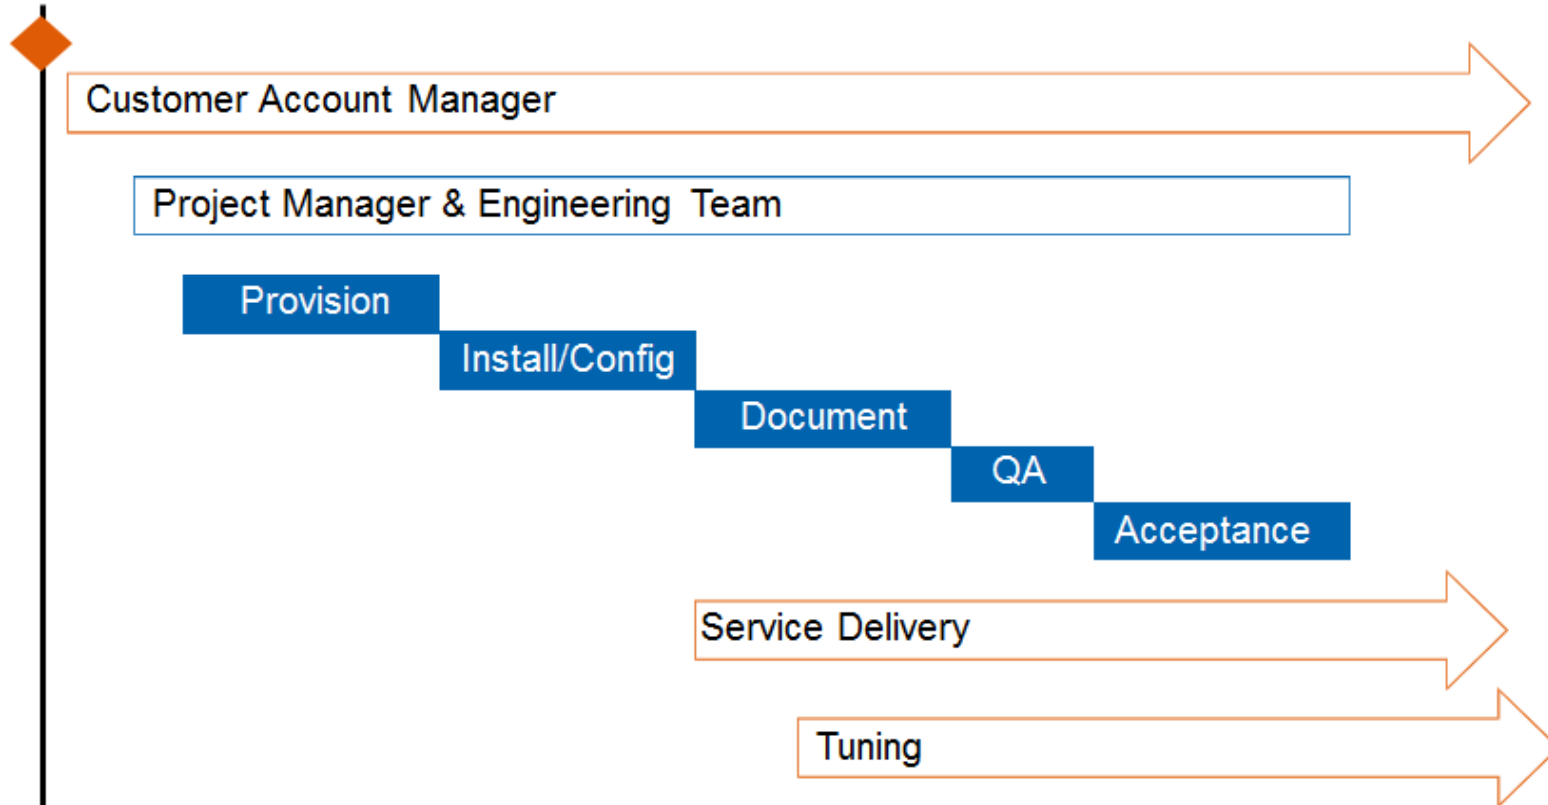 Customer Account Manager
Project Manager & Engineering Team
Provision
Install/Config
Document
QA
Acceptance
Service Delivery
Tuning